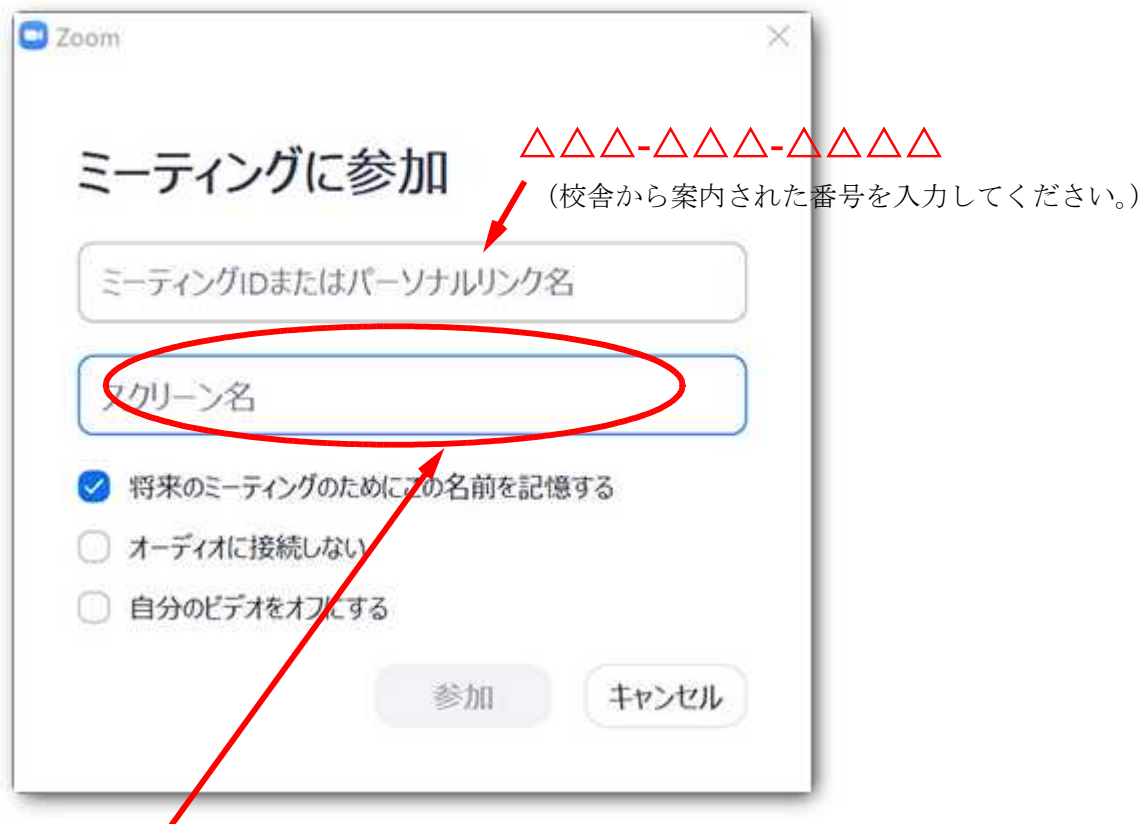 Zoom
△△△-△△△-△△△△
ミーティングに参加
（校舎から案内された番号を入力してください。）
ミーティングIDまたはパーソナルリンク名
スクリーン名
将来のミーティングのためにこの名前を記憶する
オーディオに接続しない
自分のビデオをオフにする
参加
キャンセル